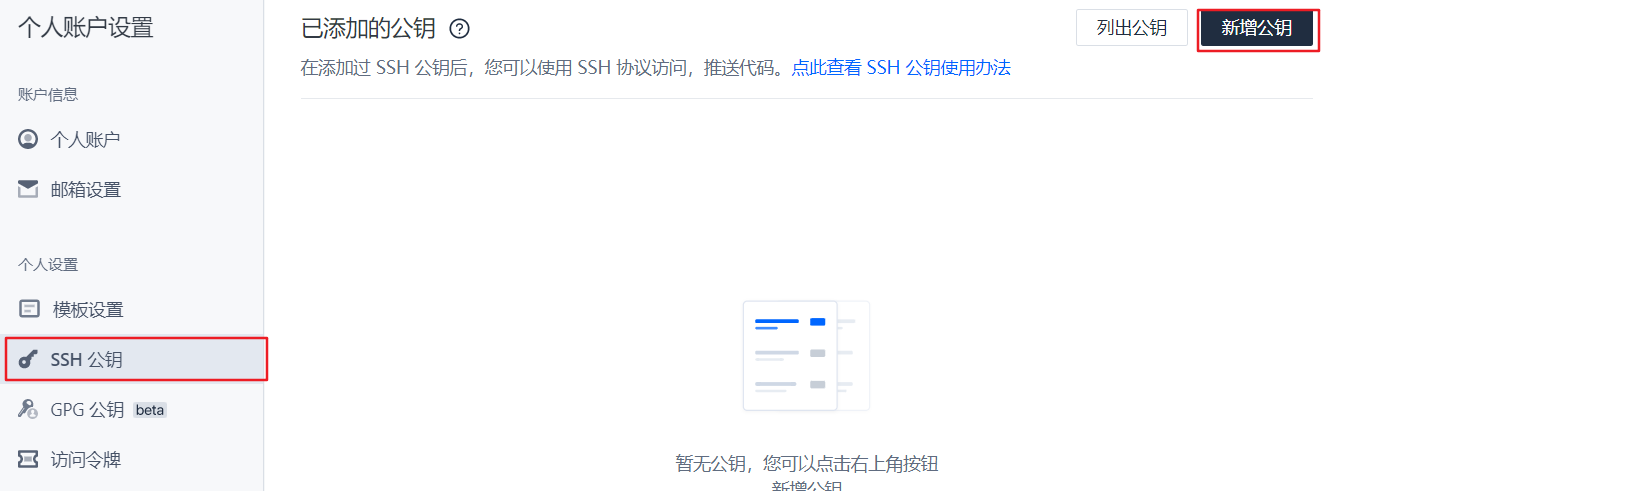 个人账户设置
账户信息
个人账户
邮箱设置
个人设置
模板设置
SSH 公钥
GPG 公钥 beta
访问令牌
已添加的公钥 ?
列出公钥
新增公钥
在添加过 SSH 公钥后，您可以使用 SSH 协议访问，推送代码。点此查看 SSH 公钥使用办法
暂无公钥，您可以点击右上角按钮
新增公钥